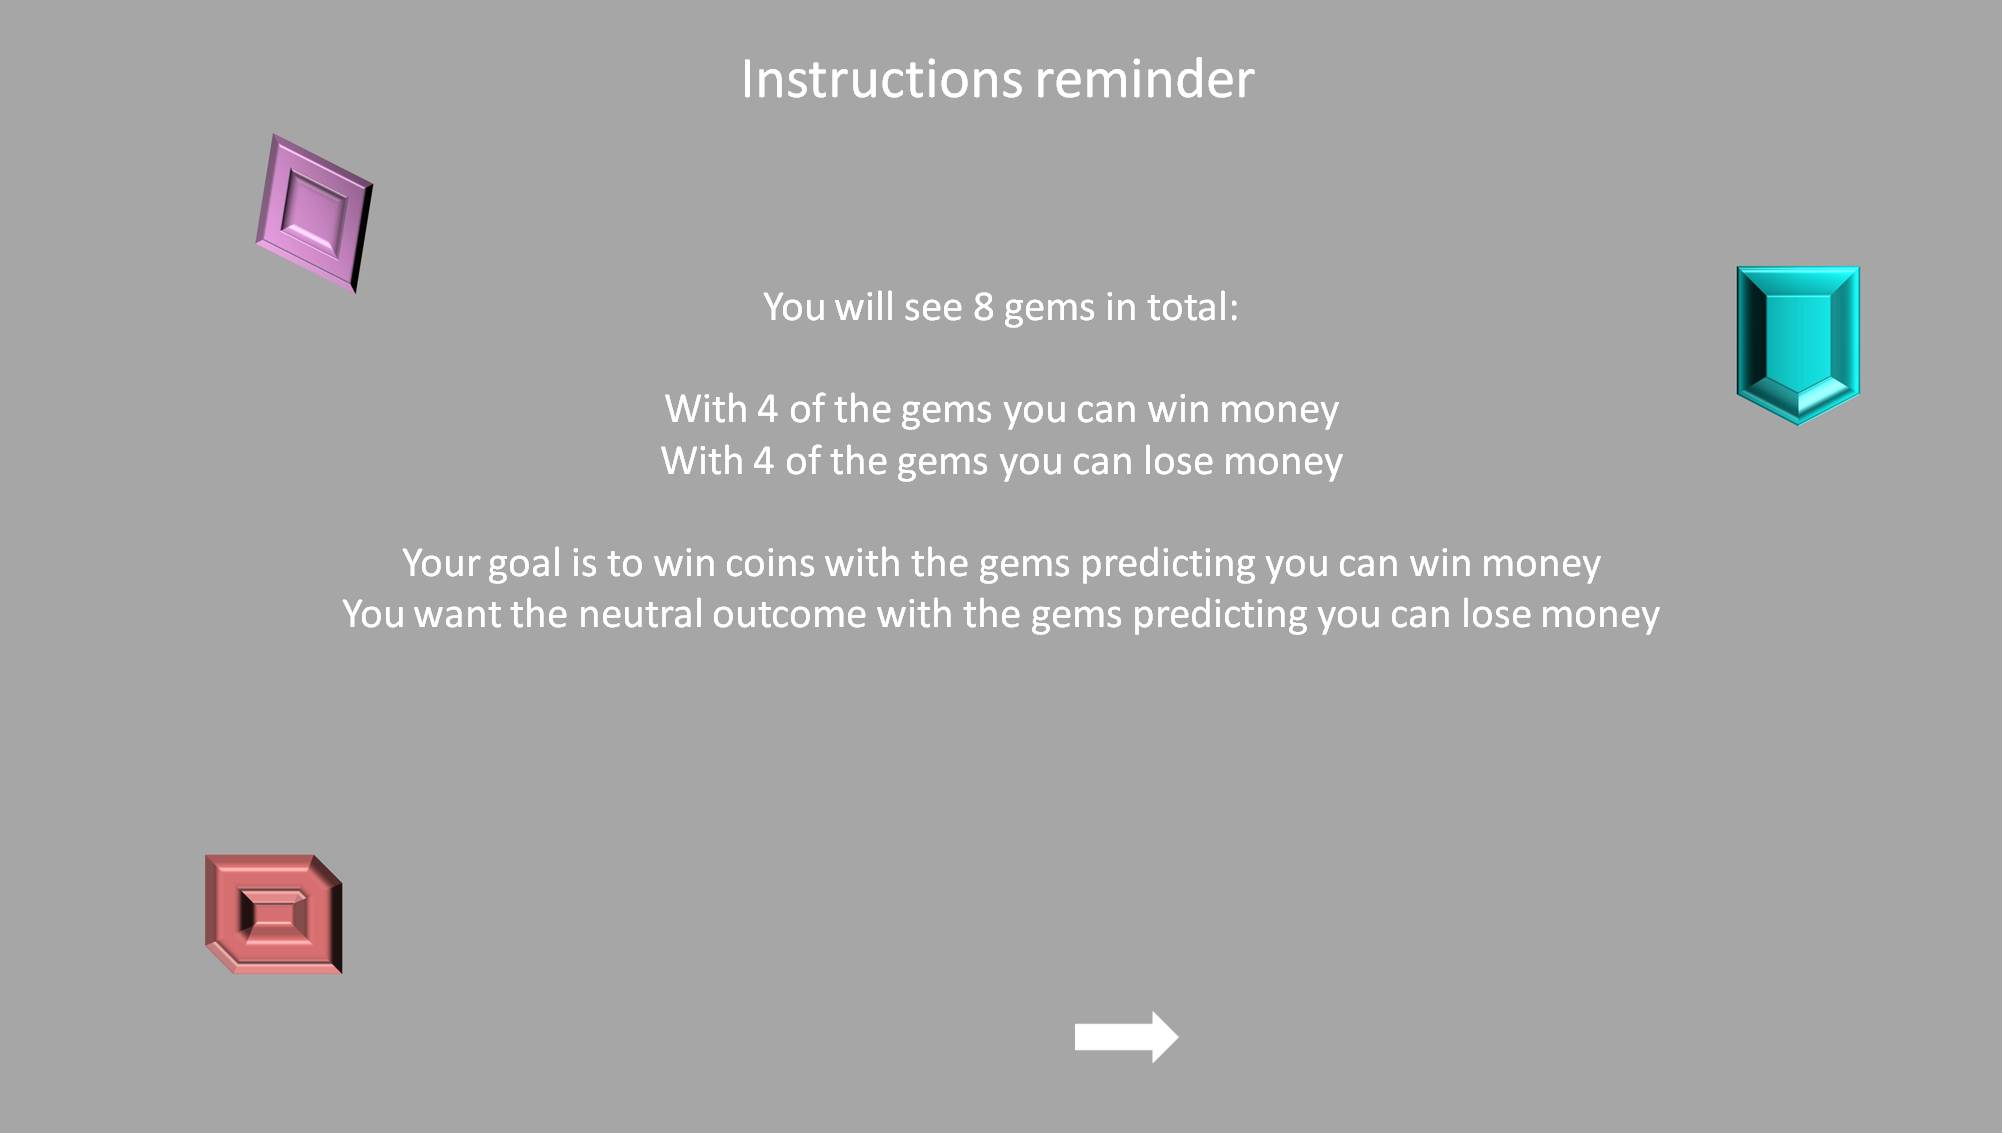 Instructions reminder
You will see 8 gems in total:
With 4 of the gems you can win money
With 4 of the gems you can lose money
Your goal is to win coins with the gems predicting you can win money
You want the neutral outcome with the gems predicting you can lose money